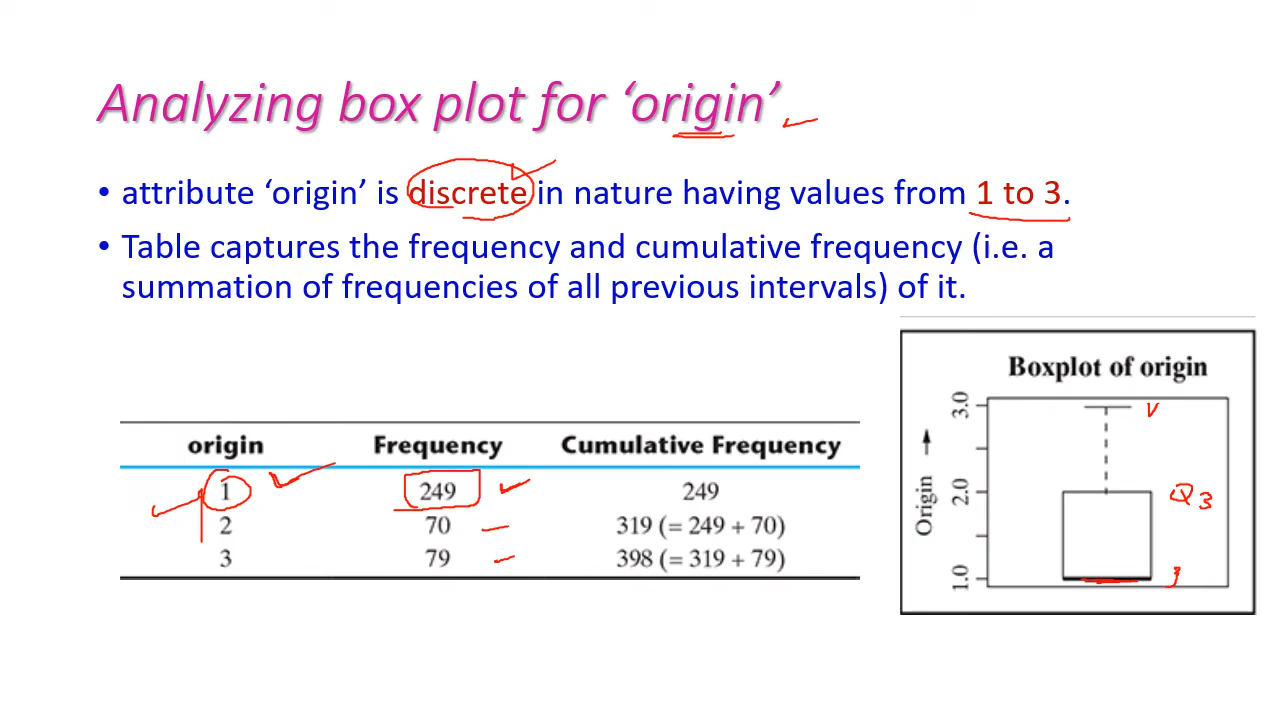 Analyzing box plot for ‘origin’
• attribute ‘origin’ is discrete in nature having values from 1 to 3.
• Table captures the frequency and cumulative frequency (i.e. a
summation of frequencies of all previous intervals) of it.
origin Frequency Cumulative Frequency
1 249 249
2 70 319 (= 249 + 70)
3 79 398 (= 319 + 79)
Boxplot of origin
Origin
3.0
2.0
1.0
Q3